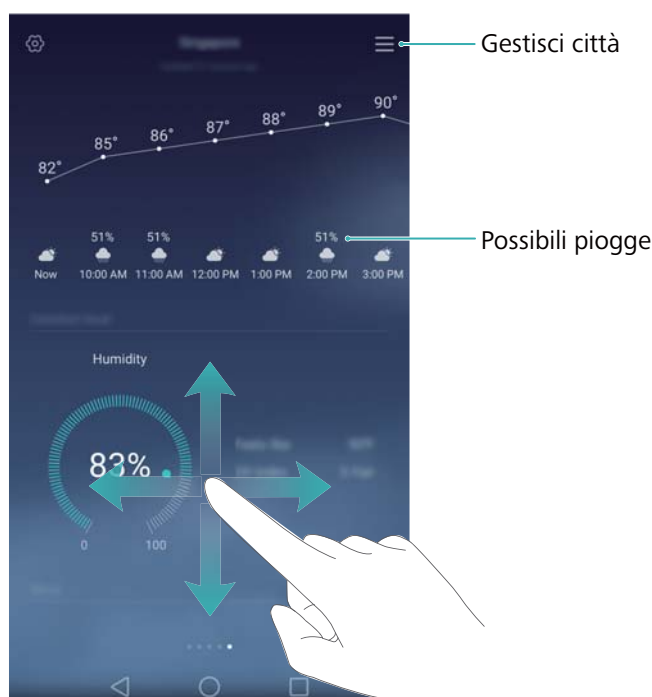 Gestisci città
82°
85°
86°
87°
88°
89°
90°
51%
51%
51%
Possibili piogge
Now
10:00 AM
11:00 AM
12:00 PM
1:00 PM
2:00 PM
3:00 PM
Humidity
83%
0
100